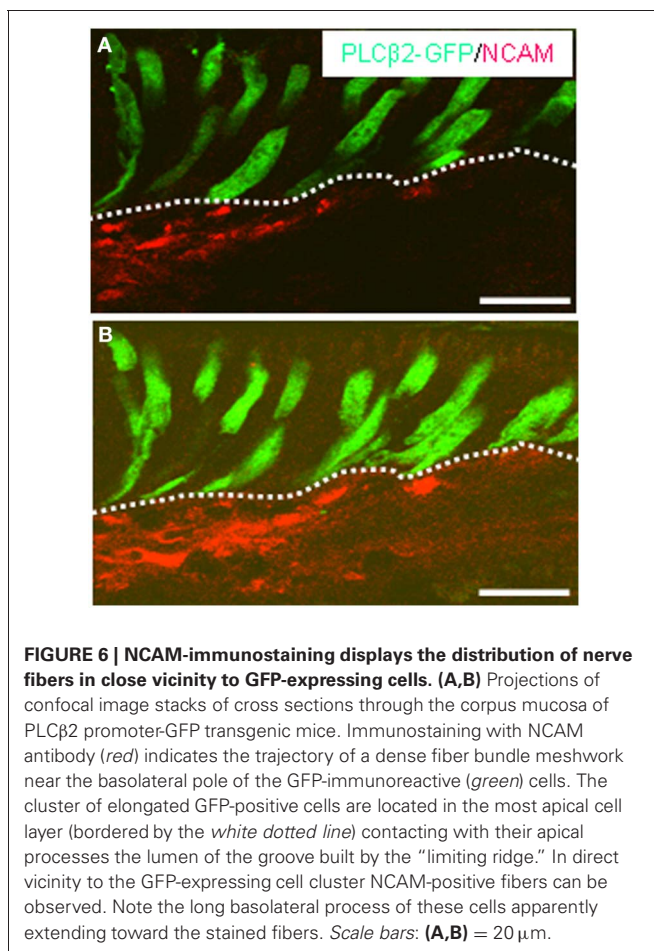 A
PLCβ2-GFP/NCAM
B
FIGURE 6 | NCAM-immunostaining displays the distribution of nerve
fibers in close vicinity to GFP-expressing cells. (A,B) Projections of
confocal image stacks of cross sections through the corpus mucosa of
PLCβ2 promoter-GFP transgenic mice. Immunostaining with NCAM
antibody (red) indicates the trajectory of a dense fiber bundle meshwork
near the basolateral pole of the GFP-immunoreactive (green) cells. The
cluster of elongated GFP-positive cells are located in the most apical cell
layer (bordered by the white dotted line) contacting with their apical
processes the lumen of the groove built by the “limiting ridge.” In direct
vicinity to the GFP-expressing cell cluster NCAM-positive fibers can be
observed. Note the long basolateral process of these cells apparently
extending toward the stained fibers. Scale bars: (A,B) = 20 μm.